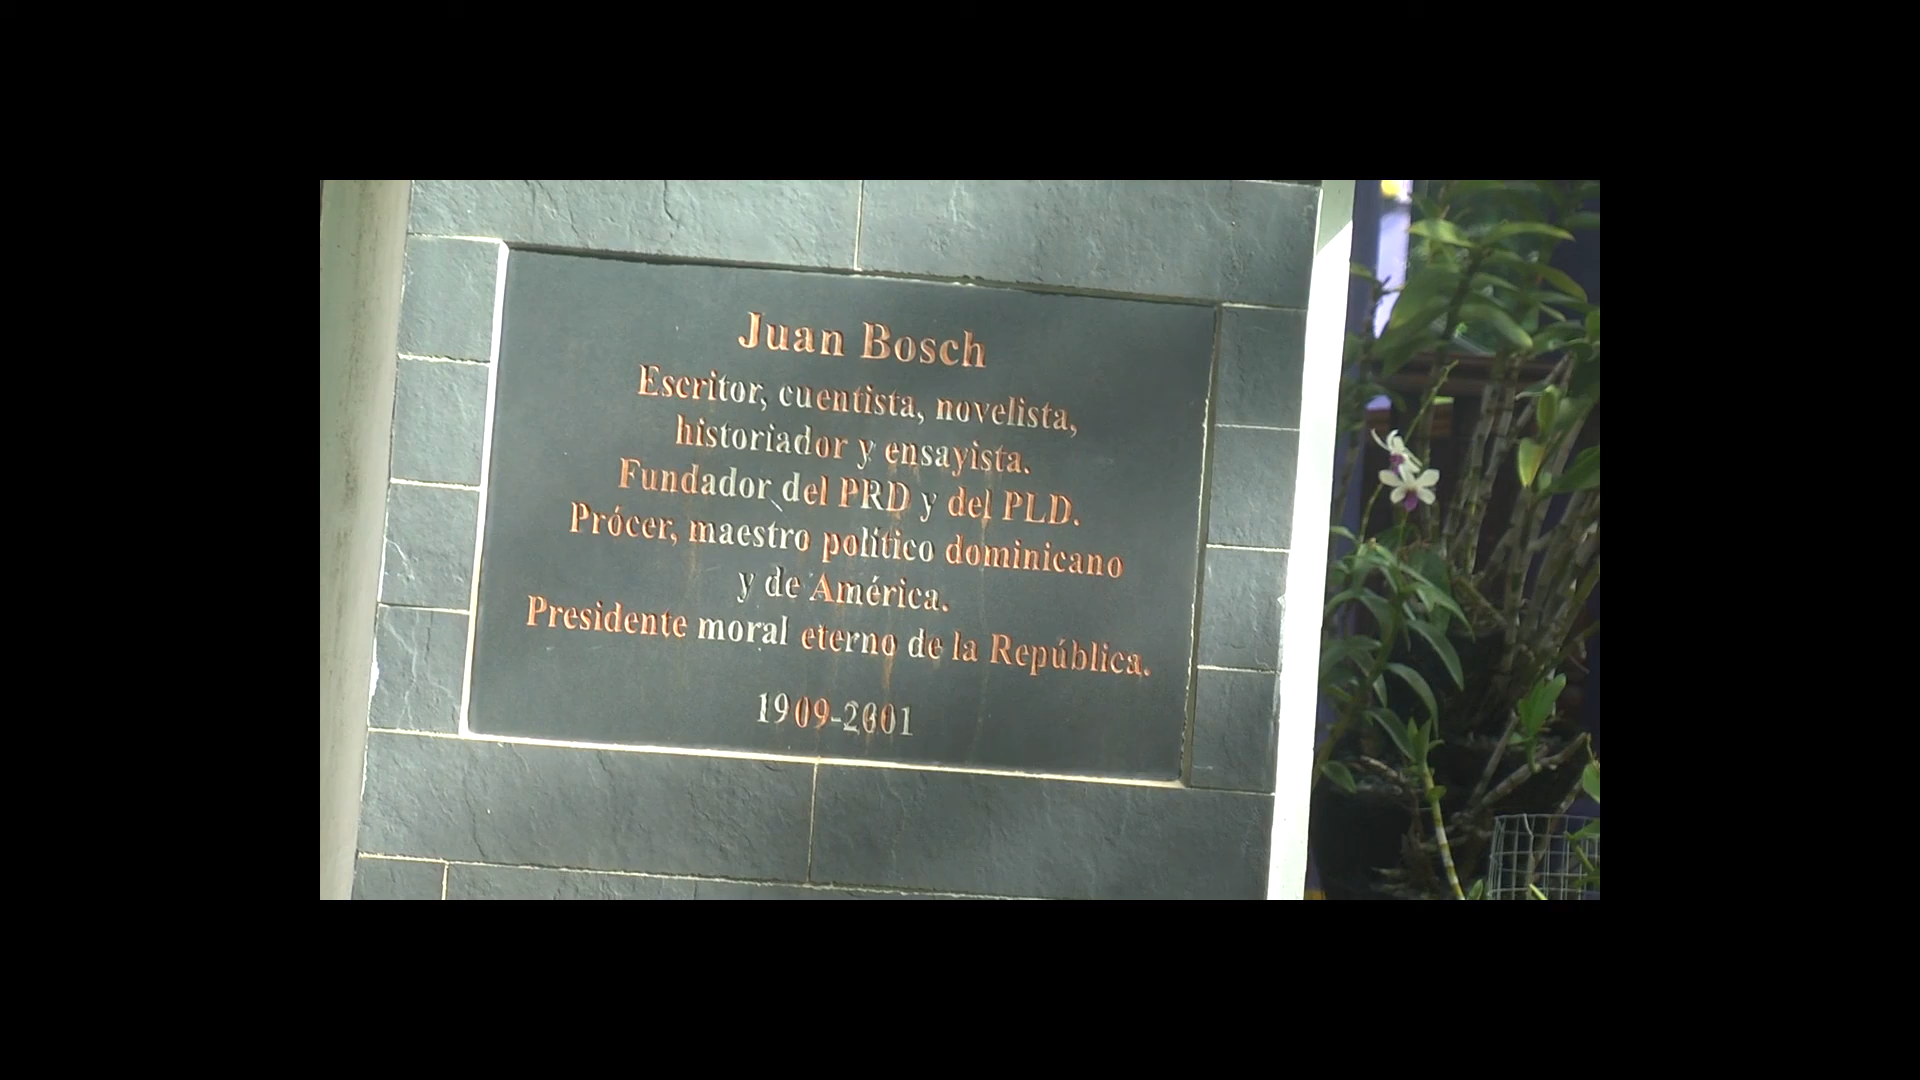 Juan Bosch
Escritor, cuentista, novelista,
historiador y ensayista.
Fundador del PRD y del PLD.
Prócer, maestro político dominicano
y de América.
Presidente moral eterno de la República.
1909-2001